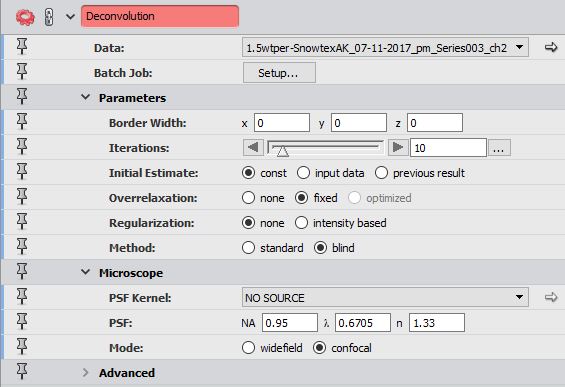 Deconvolution
Data: 1.5wtper-SnowtexAK_07-11-2017_pm_Series003_ch2
Batch Job: Setup...
Parameters
Border Width: x 0 y 0 z 0
Iterations: 10 ...
Initial Estimate: const input data previous result
Overrelaxation: none fixed optimized
Regularization: none intensity based
Method: standard blind
Microscope
PSF Kernel: NO SOURCE
PSF: NA 0.95 λ 0.6705 n 1.33
Mode: widefield confocal
Advanced